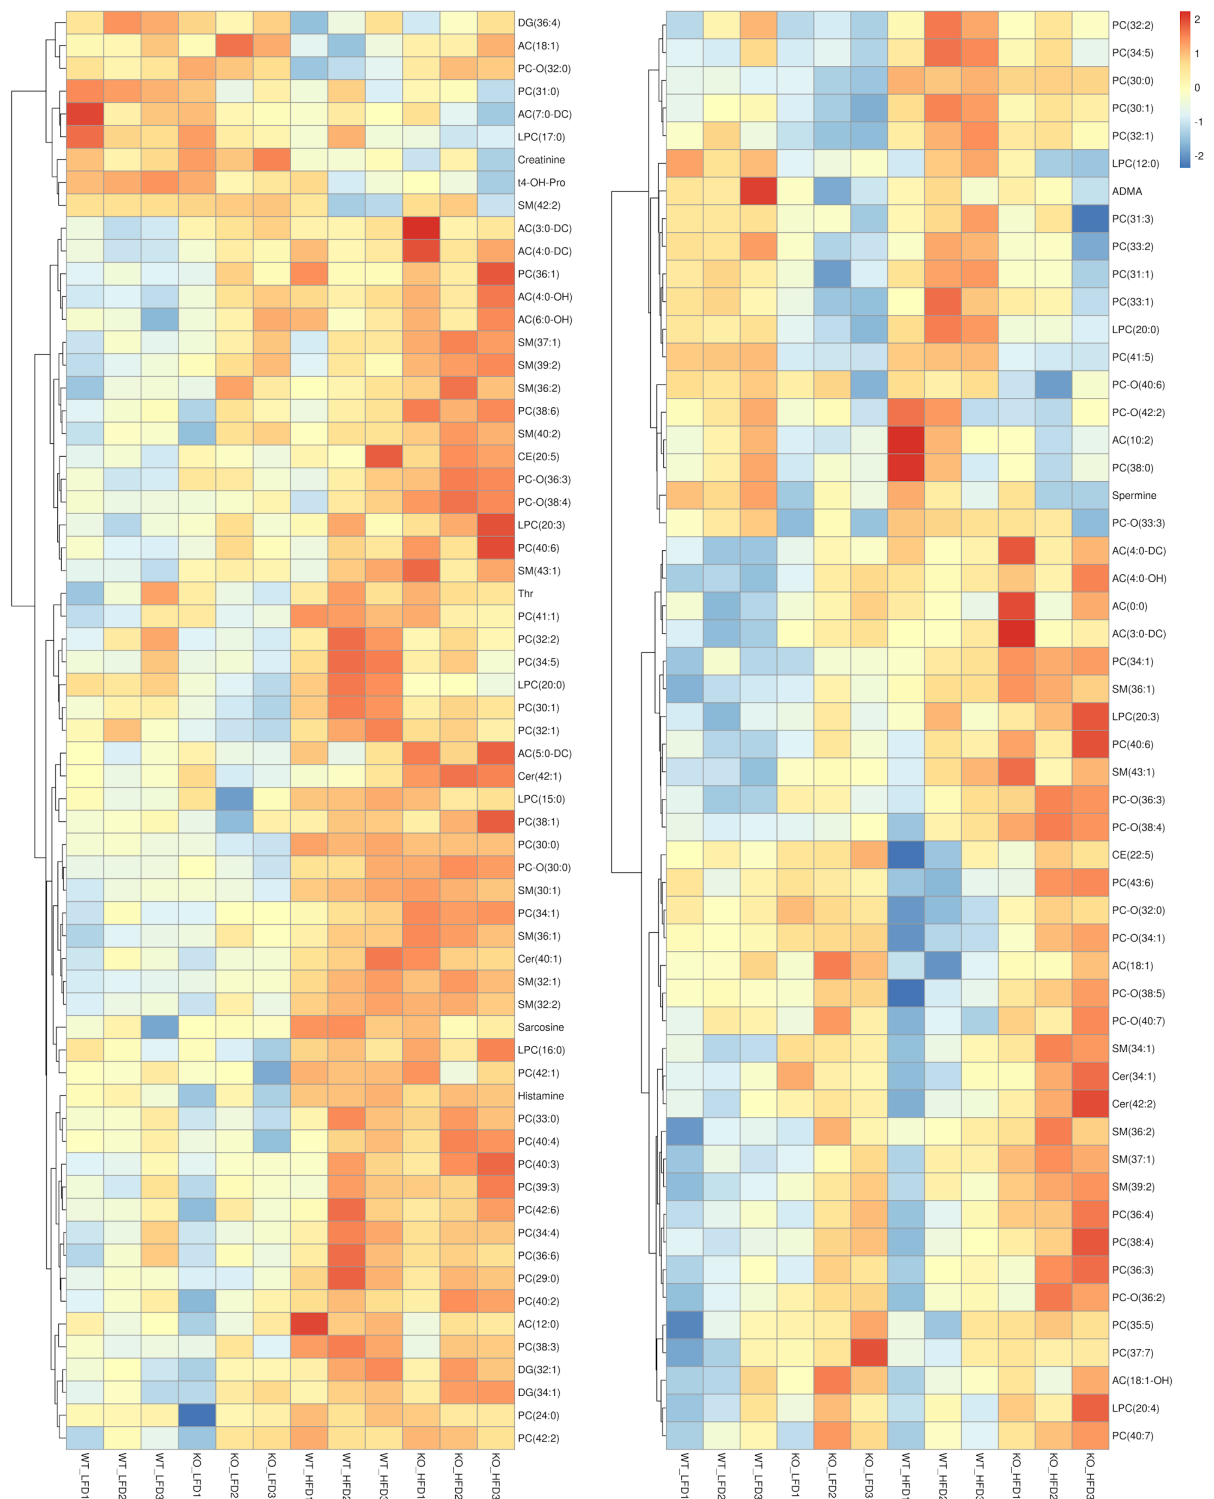 DG(36:4)
AC(18:1)
PC-O(32:0)
PC(31:0)
AC(7:0-DC)
LPC(17:0)
Creatinine
t4-OH-Pro
SM(42:2)
AC(3:0-DC)
AC(4:0-DC)
PC(36:1)
AC(4:0-OH)
AC(6:0-OH)
SM(37:1)
SM(39:2)
SM(36:2)
PC(38:6)
SM(40:2)
CE(20:5)
PC-O(36:3)
PC-O(38:4)
LPC(20:3)
PC(40:6)
SM(43:1)
Thr
PC(41:1)
PC(32:2)
PC(34:5)
LPC(20:0)
PC(30:1)
PC(32:1)
AC(5:0-DC)
Cer(42:1)
LPC(15:0)
PC(38:1)
PC(30:0)
PC-O(30:0)
SM(30:1)
PC(34:1)
SM(36:1)
Cer(40:1)
SM(32:1)
SM(32:2)
Sarcosine
LPC(16:0)
PC(42:1)
Histamine
PC(33:0)
PC(40:4)
PC(40:3)
PC(39:3)
PC(42:6)
PC(34:4)
PC(36:6)
PC(29:0)
PC(40:2)
AC(12:0)
PC(38:3)
DG(32:1)
DG(34:1)
PC(24:0)
PC(42:2)
WT_LFD1
WT_LFD2
WT_LFD3
KO_LFD1
KO_LFD2
KO_LFD3
WT_HFD1
WT_HFD2
WT_HFD3
KO_HFD1
KO_HFD2
KO_HFD3
PC(32:2)
PC(34:5)
PC(30:0)
PC(30:1)
PC(32:1)
LPC(12:0)
ADMA
PC(31:3)
PC(33:2)
PC(31:1)
PC(33:1)
LPC(20:0)
PC(41:5)
PC-O(40:6)
PC-O(42:2)
AC(10:2)
PC(38:0)
Spermine
PC-O(33:3)
AC(4:0-DC)
AC(4:0-OH)
AC(0:0)
AC(3:0-DC)
PC(34:1)
SM(36:1)
LPC(20:3)
PC(40:6)
SM(43:1)
PC-O(36:3)
PC-O(38:4)
CE(22:5)
PC(43:6)
PC-O(32:0)
PC-O(34:1)
AC(18:1)
PC-O(38:5)
PC-O(40:7)
SM(34:1)
Cer(34:1)
Cer(42:2)
SM(36:2)
SM(37:1)
SM(39:2)
PC(36:4)
PC(38:4)
PC(36:3)
PC-O(36:2)
PC(35:5)
PC(37:7)
AC(18:1-OH)
LPC(20:4)
PC(40:7)
WT_LFD1
WT_LFD2
WT_LFD3
KO_LFD1
KO_LFD2
KO_LFD3
WT_HFD1
WT_HFD2
WT_HFD3
KO_HFD1
KO_HFD2
KO_HFD3
2
1
0
-1
-2